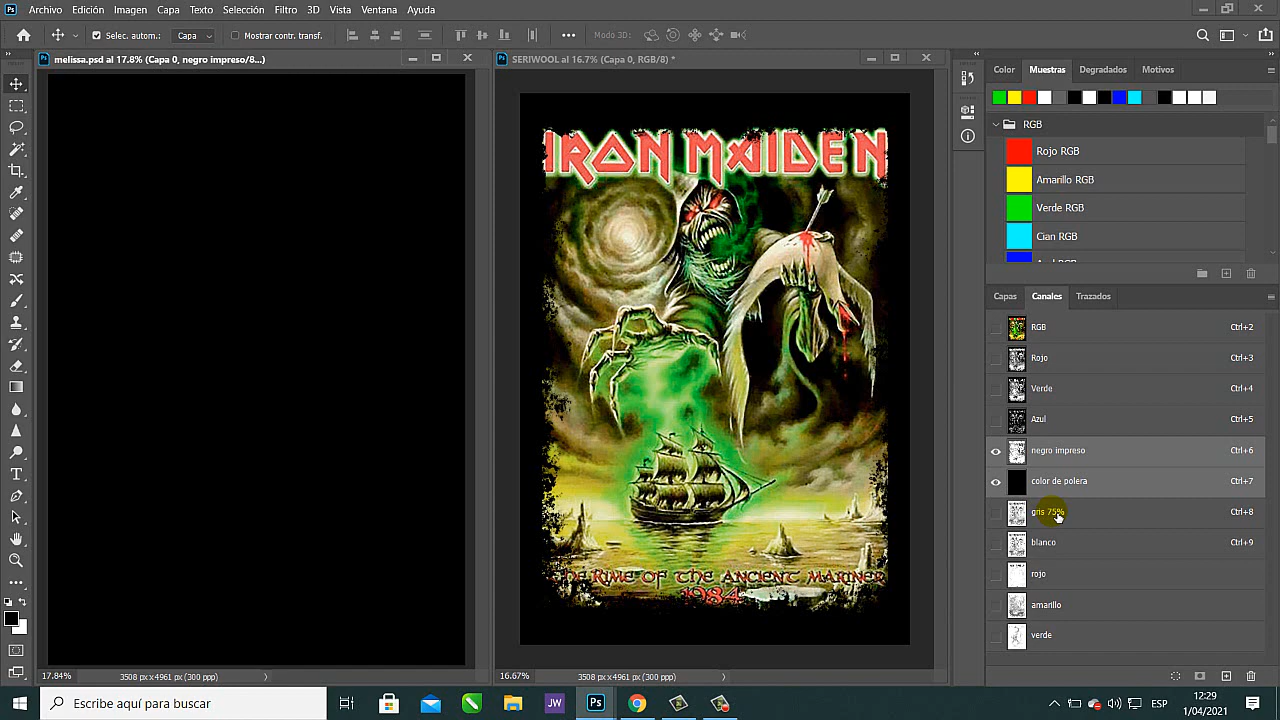 Archivo Edición Imagen Capa Texto Selección Filtro 3D Vista Ventana Ayuda
Selec. autom.: Capa Mostrar contr. transf. Modo 3D:
melissa.psd al 17.8% (Capa 0, negro impreso/8...)
SERIWOOL al 16.7% (Capa 0, RGB/8) *
IRON MAIDEN
THE RIME OF THE ANCIENT MARINER
1984
17.84% 3508 px x 4961 px (300 ppp)
16.67% 3508 px x 4961 px (300 ppp)
Color Muestras Degradados Motivos
RGB
Rojo RGB
Amarillo RGB
Verde RGB
Cian RGB
Capas Canales Trazados
RGB Ctrl+2
Rojo Ctrl+3
Verde Ctrl+4
Azul Ctrl+5
negro impreso Ctrl+6
color de polera Ctrl+7
gris 75% Ctrl+8
blanco Ctrl+9
rojo
amarillo
verde
Escribe aquí para buscar
JW
Ps
ESP
12:29
1/04/2021